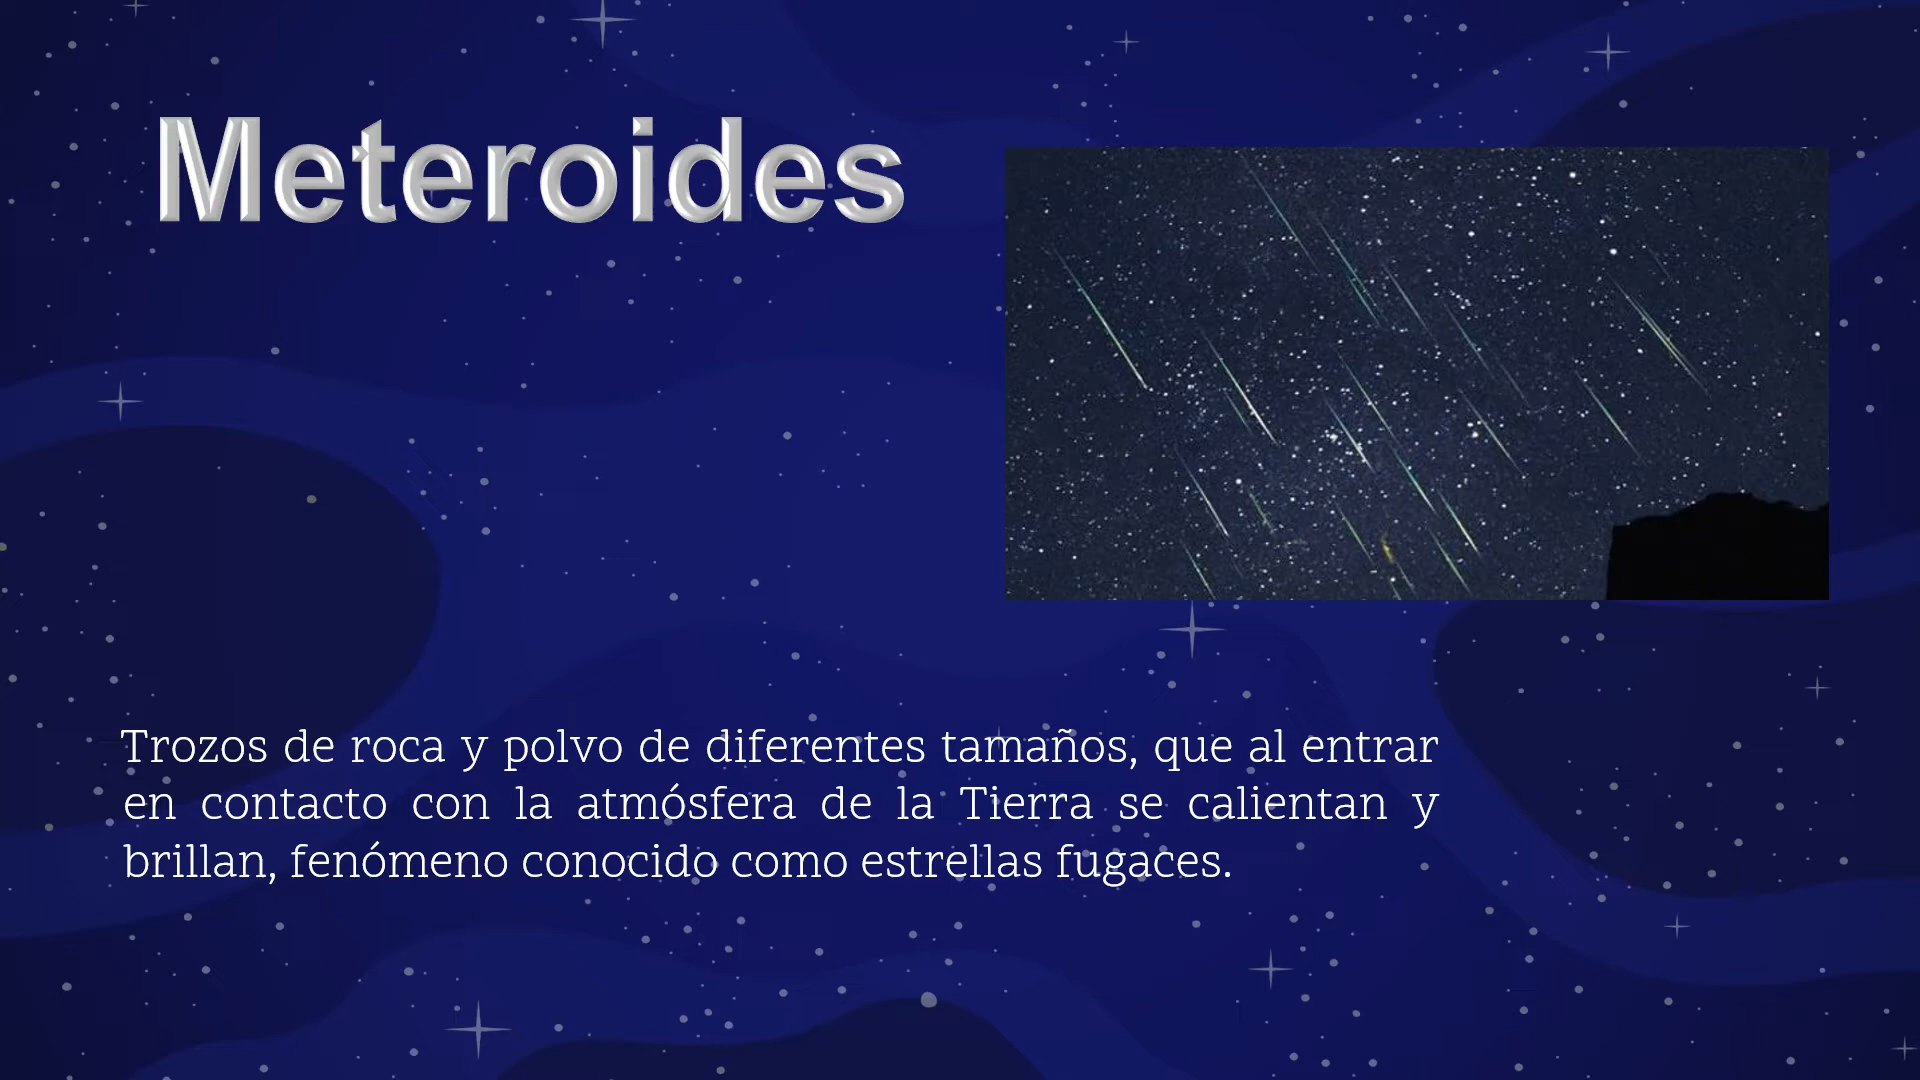 Meteroides
Trozos de roca y polvo de diferentes tamaños, que al entrar
en contacto con la atmósfera de la Tierra se calientan y
brillan, fenómeno conocido como estrellas fugaces.